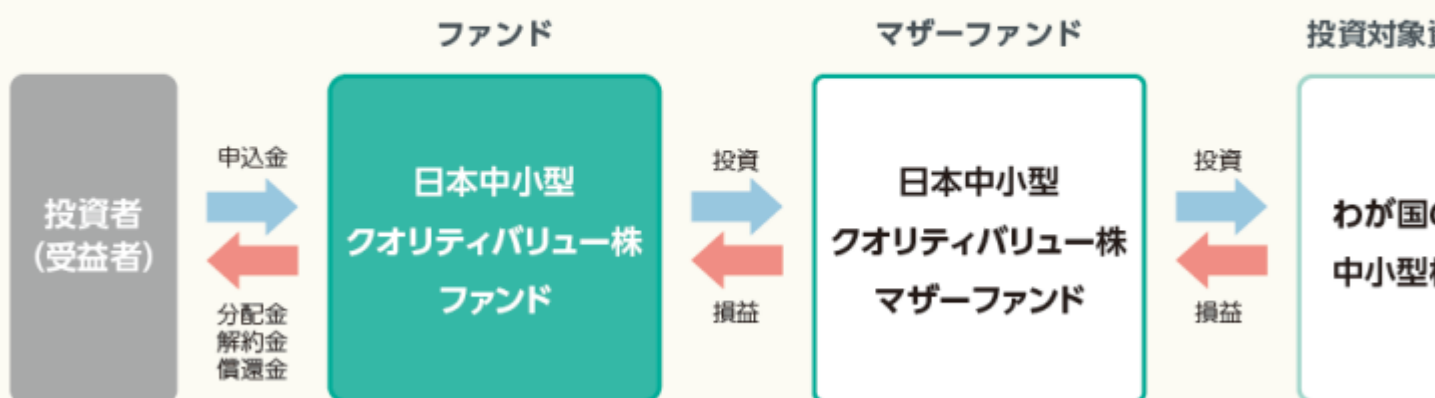 ファンド
マザーファンド
投資対象資
投資者
(受益者)
申込金
分配金
解約金
償還金
日本中小型
クオリティバリュー株
ファンド
投資
損益
日本中小型
クオリティバリュー株
マザーファンド
投資
損益
わが国の
中小型株